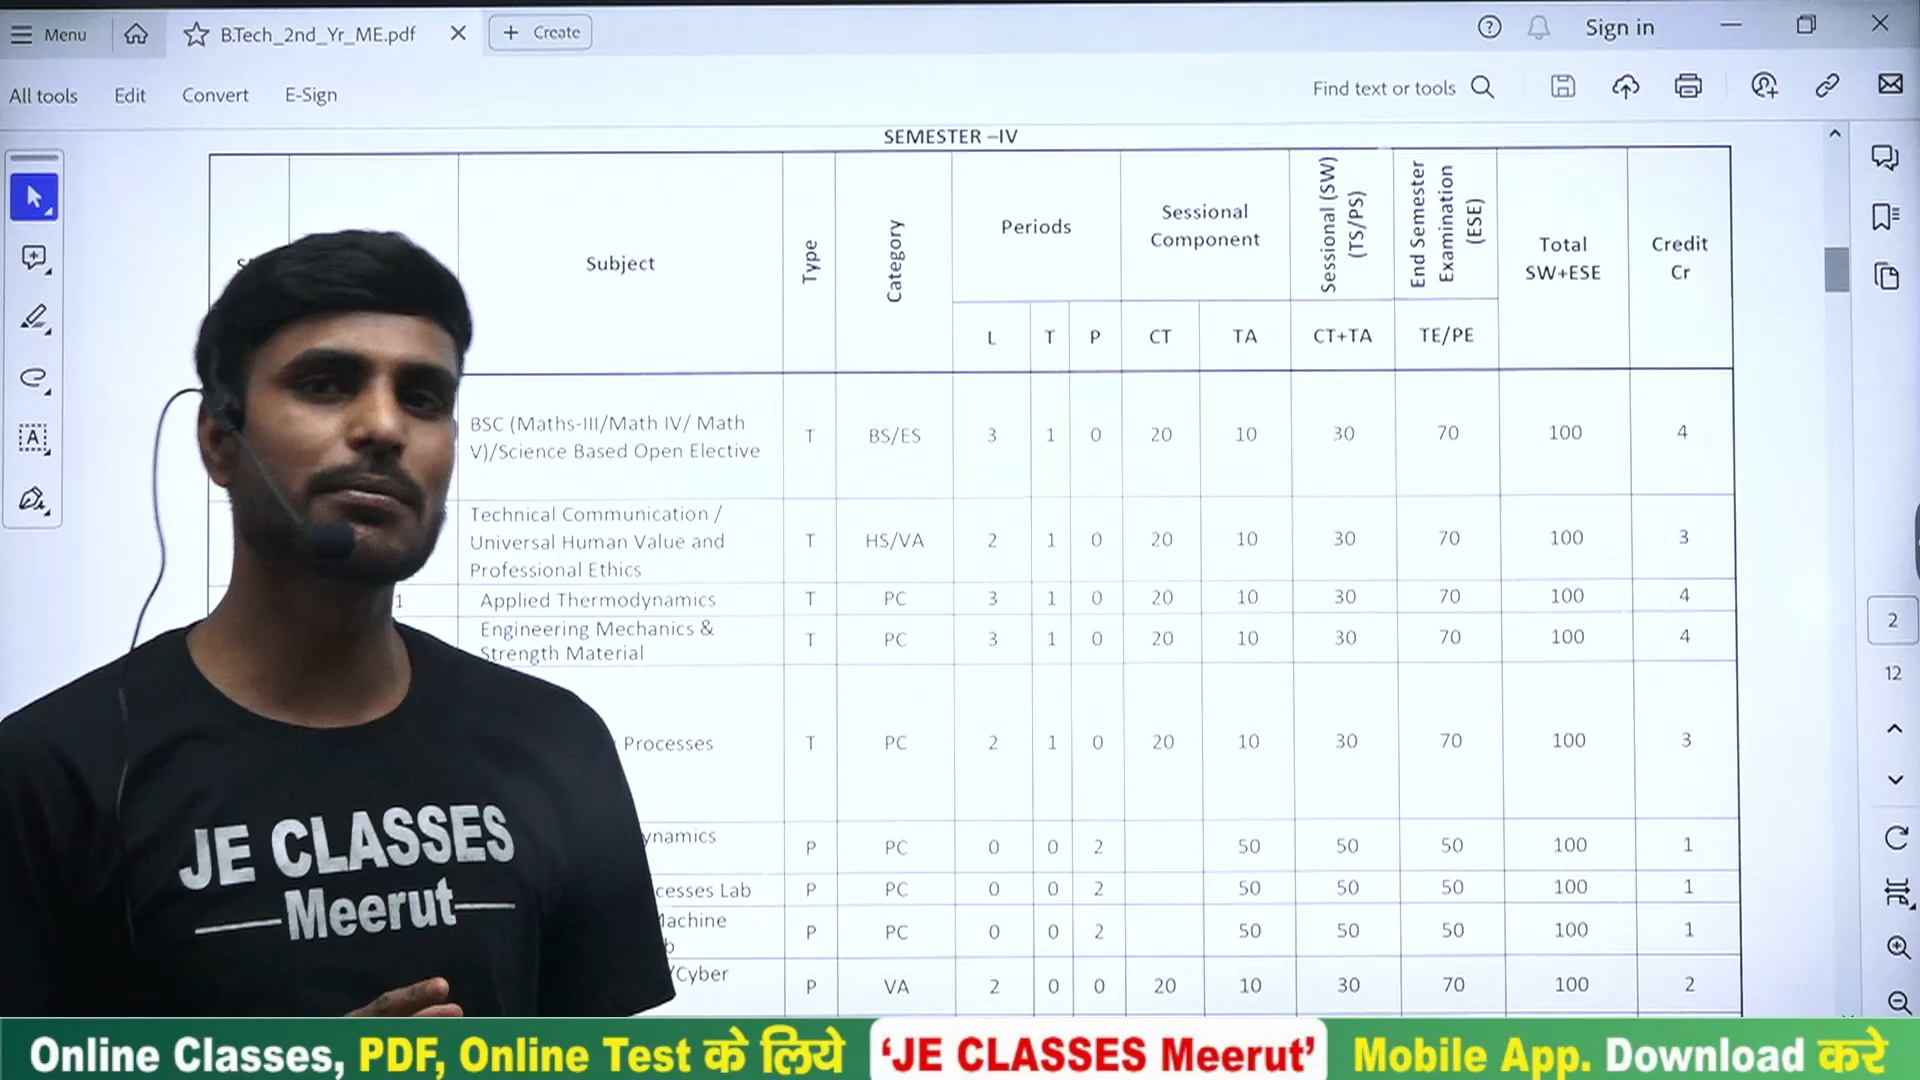 Menu
B.Tech_2nd_Yr_ME.pdf
+ Create
Sign in
All tools Edit Convert E-Sign
Find text or tools
SEMESTER –IV
Subject Type Category Periods Sessional Component Sessional (SW) (TS/PS) End Semester Examination (ESE) Total SW+ESE Credit Cr
L T P CT TA CT+TA TE/PE
BSC (Maths-III/Math IV/ Math
V)/Science Based Open Elective T BS/ES 3 1 0 20 10 30 70 100 4
Technical Communication /
Universal Human Value and T HS/VA 2 1 0 20 10 30 70 100 3
Professional Ethics
1 Applied Thermodynamics T PC 3 1 0 20 10 30 70 100 4
Engineering Mechanics & T PC 3 1 0 20 10 30 70 100 4
Strength Material
Processes T PC 2 1 0 20 10 30 70 100 3
ynamics P PC 0 0 2 50 50 50 100 1
cesses Lab P PC 0 0 2 50 50 50 100 1
achine P PC 0 0 2 50 50 50 100 1
b
/Cyber P VA 2 0 0 20 10 30 70 100 2
2
12
JE CLASSES
Meerut
Online Classes, PDF, Online Test के लिये 'JE CLASSES Meerut' Mobile App. Download करे